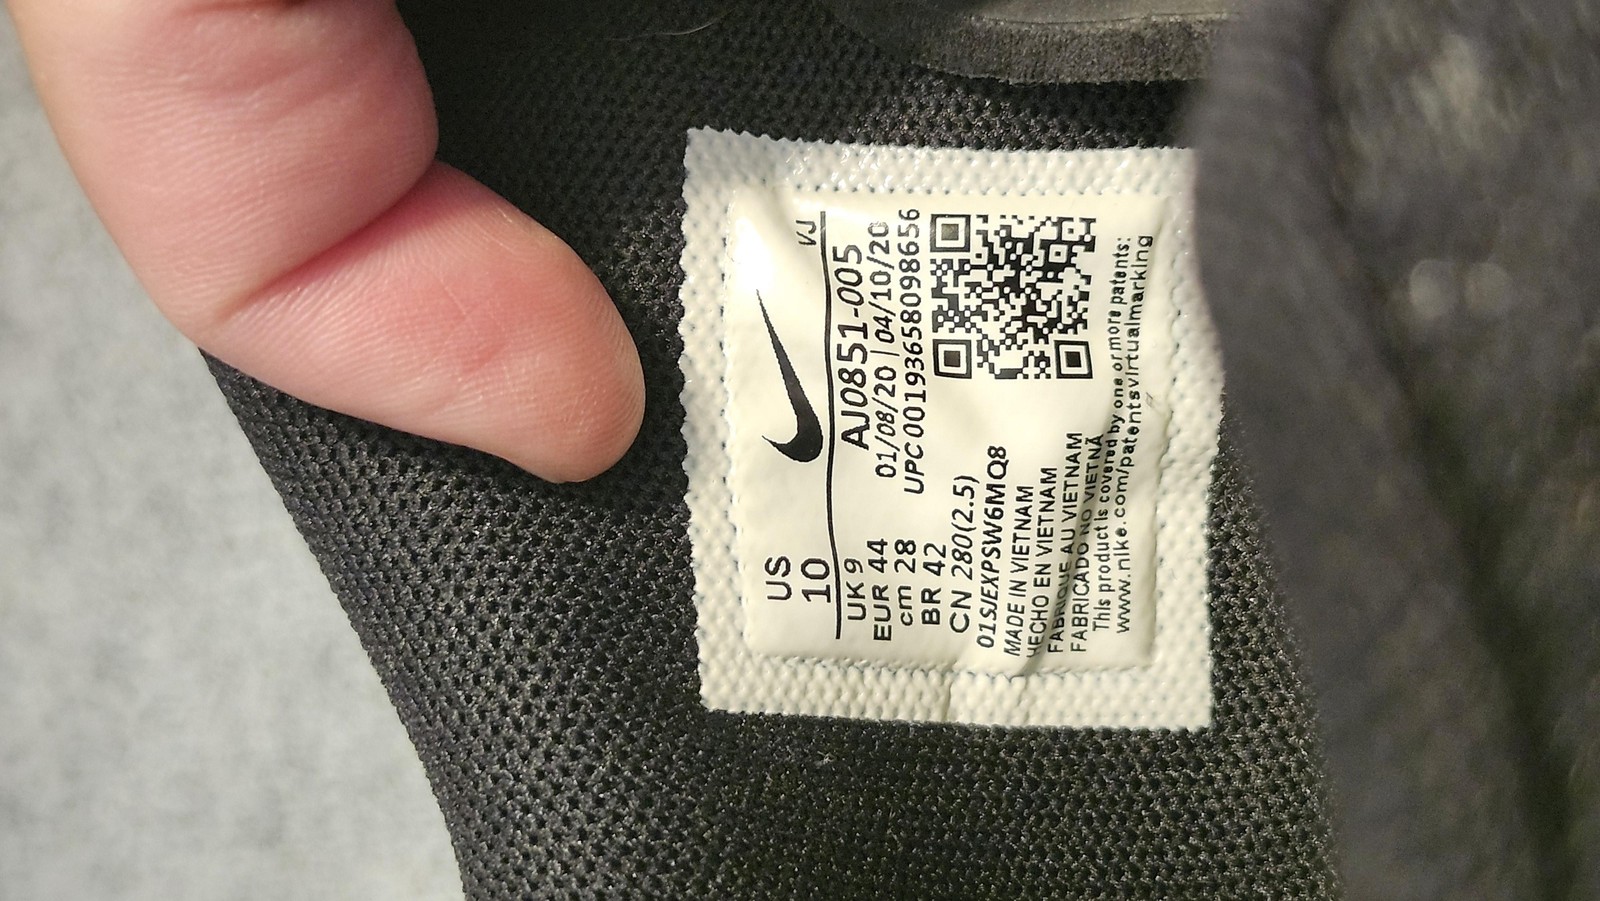 US
10
VJ
UK 9
EUR 44
cm 28
BR 42
CN 280(2.5)
AJ0851-005
01/08/20 | 04/10/20
UPC 00193658098656
01SJEXPSW6MQ8
MADE IN VIETNAM
HECHO EN VIETNAM
FABRIQUE AU VIETNAM
FABRICADO NO VIETNÃ
This product is covered by one or more patents:
www.nike.com/patentsvirtualmarking